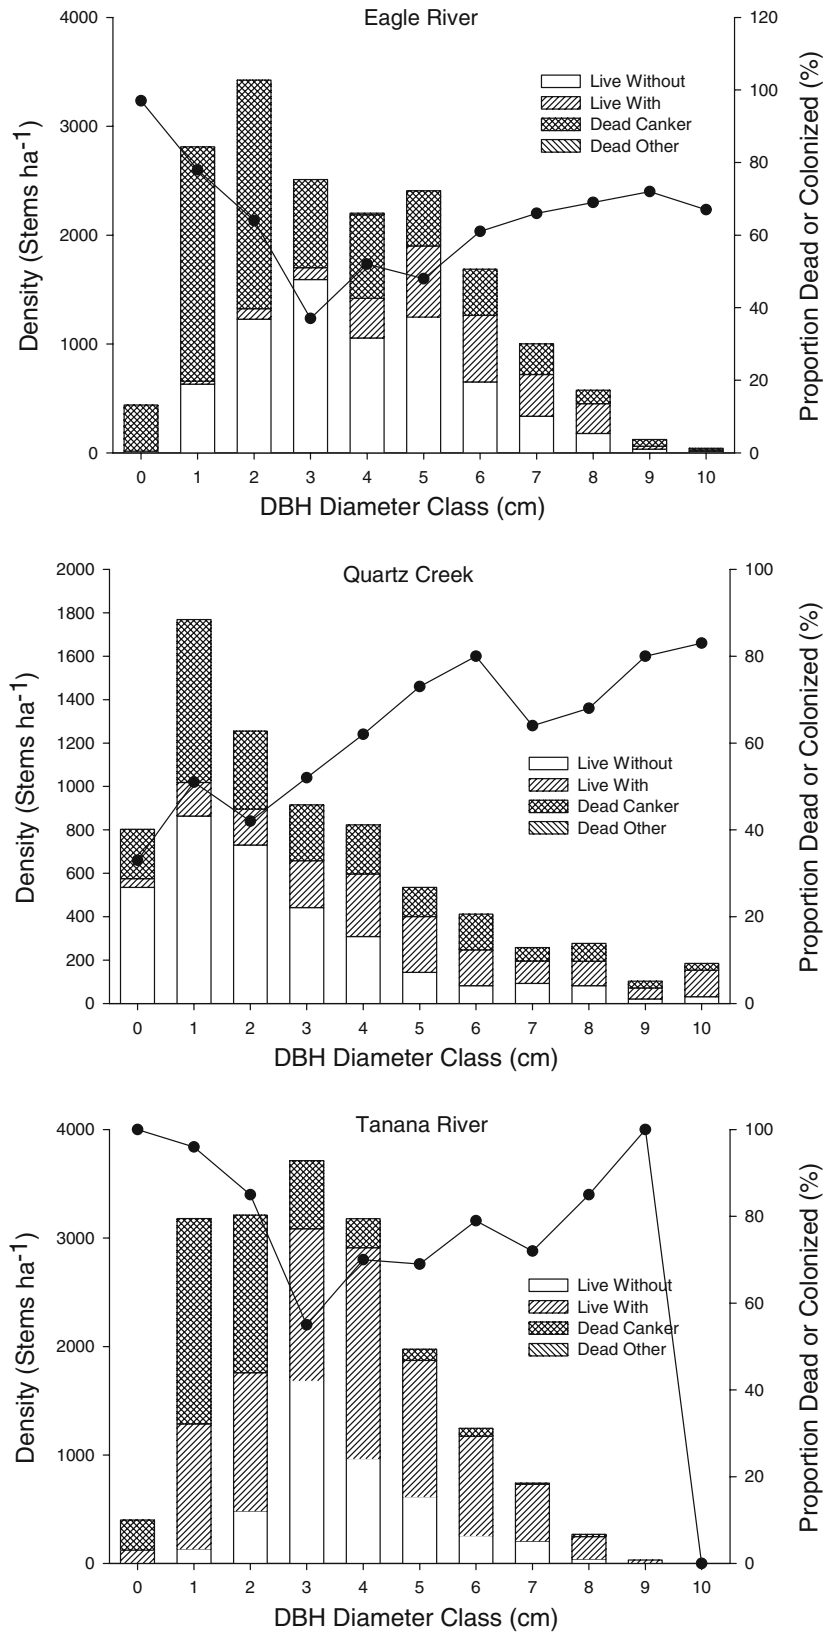 Eagle River
4000
3000
2000
1000
0
Density (Stems ha-1)
120
100
80
60
40
20
0
Proportion Dead or Colonized (%)
Live Without
Live With
Dead Canker
Dead Other
0 1 2 3 4 5 6 7 8 9 10
DBH Diameter Class (cm)
Quartz Creek
2000
1800
1600
1400
1200
1000
800
600
400
200
0
Density (Stems ha-1)
100
80
60
40
20
0
Proportion Dead or Colonized (%)
Live Without
Live With
Dead Canker
Dead Other
0 1 2 3 4 5 6 7 8 9 10
DBH Diameter Class (cm)
Tanana River
4000
3000
2000
1000
0
Density (Stems ha-1)
100
80
60
40
20
0
Proportion Dead or Colonized (%)
Live Without
Live With
Dead Canker
Dead Other
0 1 2 3 4 5 6 7 8 9 10
DBH Diameter Class (cm)